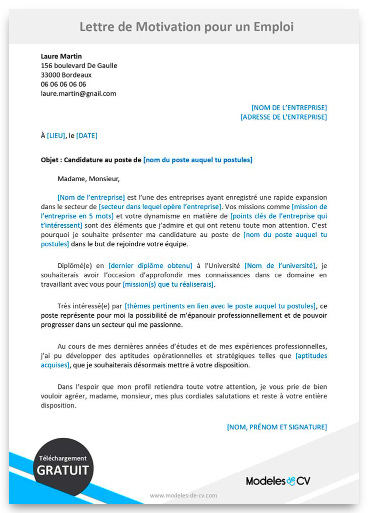 Lettre de Motivation pour un Emploi
Laure Martin
156 boulevard De Gaulle
33000 Bordeaux
06 06 06 06 06
laure.martin@gnail.com
[NOM DE L'ENTREPRISE]
[ADRESSE DE L'ENTREPRISE]
À [LIEU], le [DATE]
Objet : Candidature au poste de [nom du poste auquel tu postules]
Madame, Monsieur,
[Nom de l'entreprise] est l'une des entreprises ayant enregistré une rapide expansion
dans le secteur de [secteur dans lequel opère l'entreprise]. Vos missions comme [mission de
l'entreprise en 5 mots] et votre dynamisme en matière de [points clés de l'entreprise qui
t'intéressent] sont des éléments que j'admire et qui ont retenu toute mon attention. C'est
pourquoi je souhaite présenter ma candidature au poste de [nom du poste auquel tu
postules] dans le but de rejoindre votre équipe.
Diplômé(e) en [dernier diplôme obtenu] à l'Université [Nom de l'université], je
souhaiterais avoir l'occasion d'approfondir mes connaissances dans ce domaine en
travaillant avec vous pour [mission(s) que tu réaliserais].
Très intéressé(e) par [thèmes pertinents en lien avec le poste auquel tu postules], ce
poste représente pour moi la possibilité de m'épanouir professionnellement et de pouvoir
progresser dans un secteur qui me passionne.
Au cours de mes dernières années d'études et de mes expériences professionnelles,
j'ai pu développer des aptitudes opérationnelles et stratégiques telles que [aptitudes
acquises], que je souhaiterais désormais mettre à votre disposition.
Dans l'espoir que mon profil retiendra toute votre attention, je vous prie de bien
vouloir agréer, madame, monsieur, mes plus cordiales salutations et reste à votre entière
disposition.
[NOM, PRÉNOM ET SIGNATURE]
Téléchargement
GRATUIT
Modeles de CV
www.modeles-de-cv.com